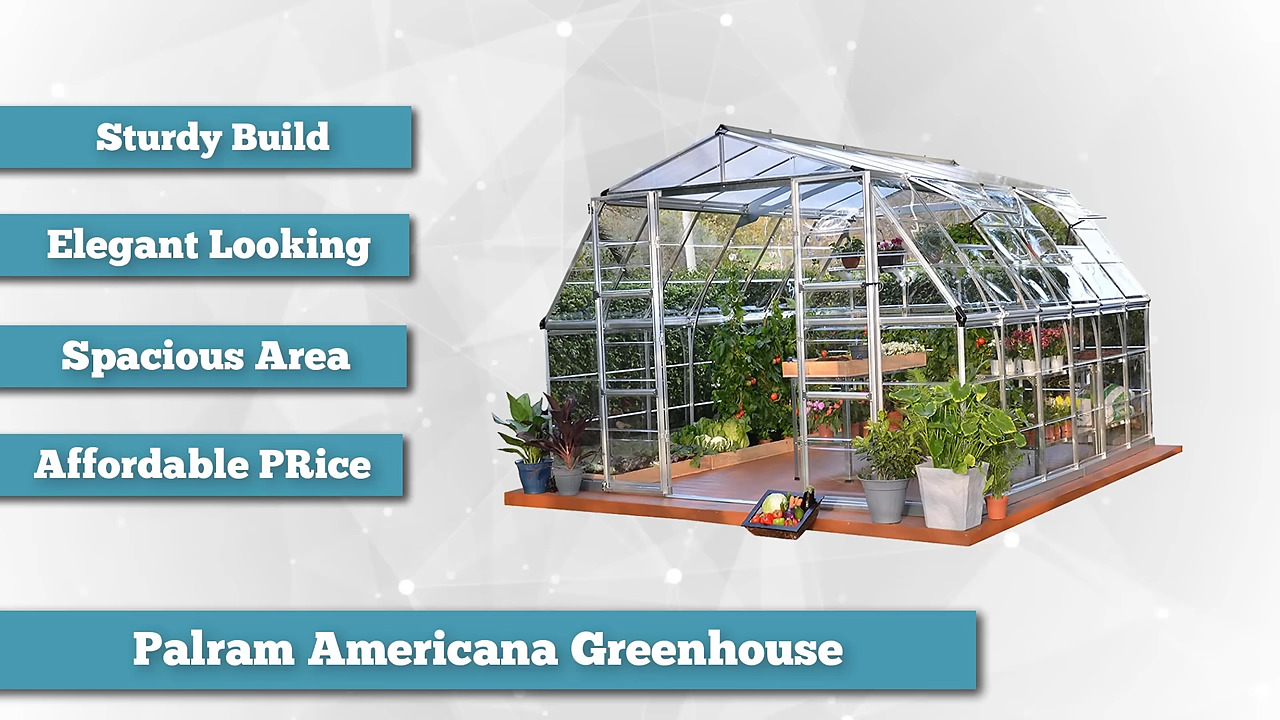 Sturdy Build
Elegant Looking
Spacious Area
Affordable PRice
Palram Americana Greenhouse